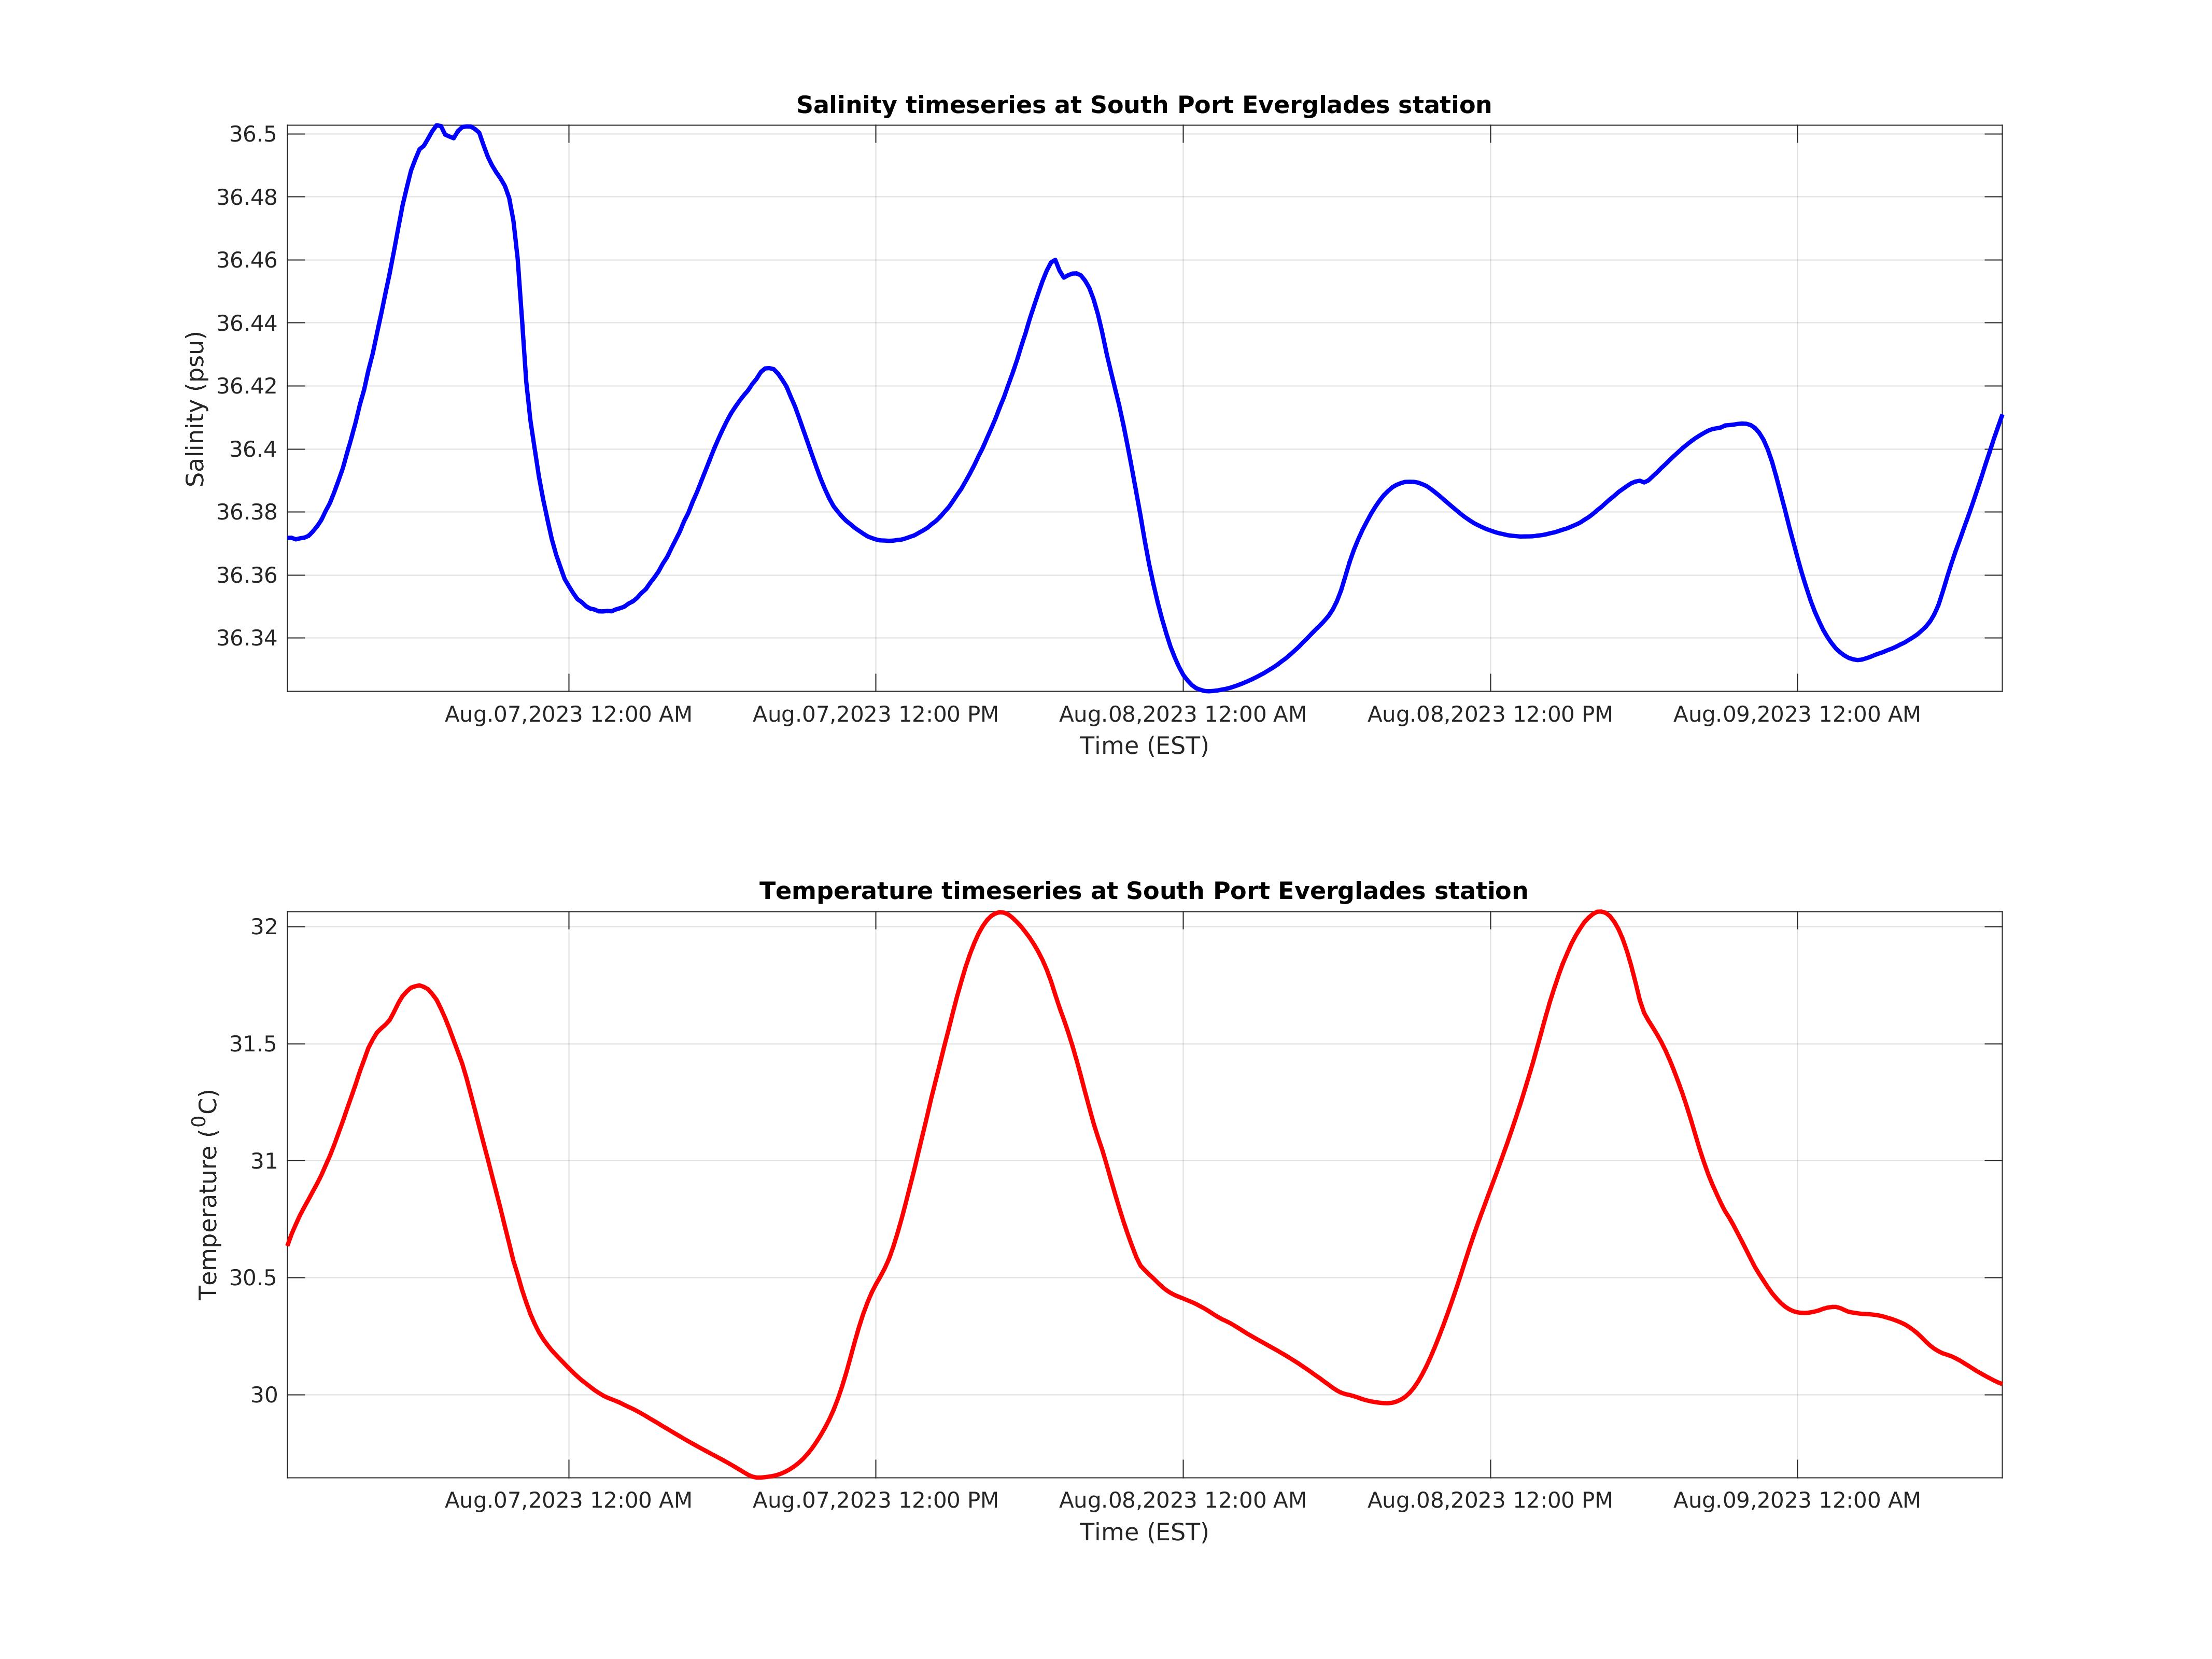 Salinity timeseries at South Port Everglades station
36.5
36.48
36.46
36.44
36.42
36.4
36.38
36.36
36.34
Salinity (psu)
Aug.07,2023 12:00 AM Aug.07,2023 12:00 PM Aug.08,2023 12:00 AM Aug.08,2023 12:00 PM Aug.09,2023 12:00 AM
Time (EST)
Temperature timeseries at South Port Everglades station
32
31.5
31
30.5
30
Temperature (⁰C)
Aug.07,2023 12:00 AM Aug.07,2023 12:00 PM Aug.08,2023 12:00 AM Aug.08,2023 12:00 PM Aug.09,2023 12:00 AM
Time (EST)